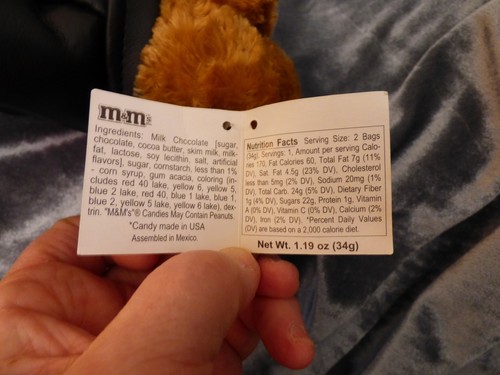 m&m's
Ingredients: Milk Chocolate [sugar,
chocolate, cocoa butter, skim milk, milk-
fat, lactose, soy lecithin, salt, artificial
flavors], sugar, cornstarch, less than 1%
- corn syrup, gum acacia, coloring (in-
cludes red 40 lake, yellow 6, yellow 5,
blue 2 lake, red 40, blue 1 lake, blue 1,
blue 2, yellow 5 lake, yellow 6 lake), dex-
trin. "M&M's"® Candies May Contain Peanuts.
*Candy made in USA
Assembled in Mexico.
Nutrition Facts Serving Size: 2 Bags
(34g) Servings: 1. Amount per serving Calo-
ries 170, Fat Calories 60, Total Fat 7g (11%
DV), Sat. Fat 4.5g (23% DV), Cholesterol
less than 5mg (2% DV), Sodium 20mg (1%
DV), Total Carb. 24g (5% DV), Dietary Fiber
1g (4% DV), Sugars 22g, Protein 1g, Vitamin
A (0% DV), Vitamin C (0% DV), Calcium (2%
DV), Iron (2% DV). *Percent Daily Values
(DV) are based on a 2,000 calorie diet.
Net Wt. 1.19 oz (34g)